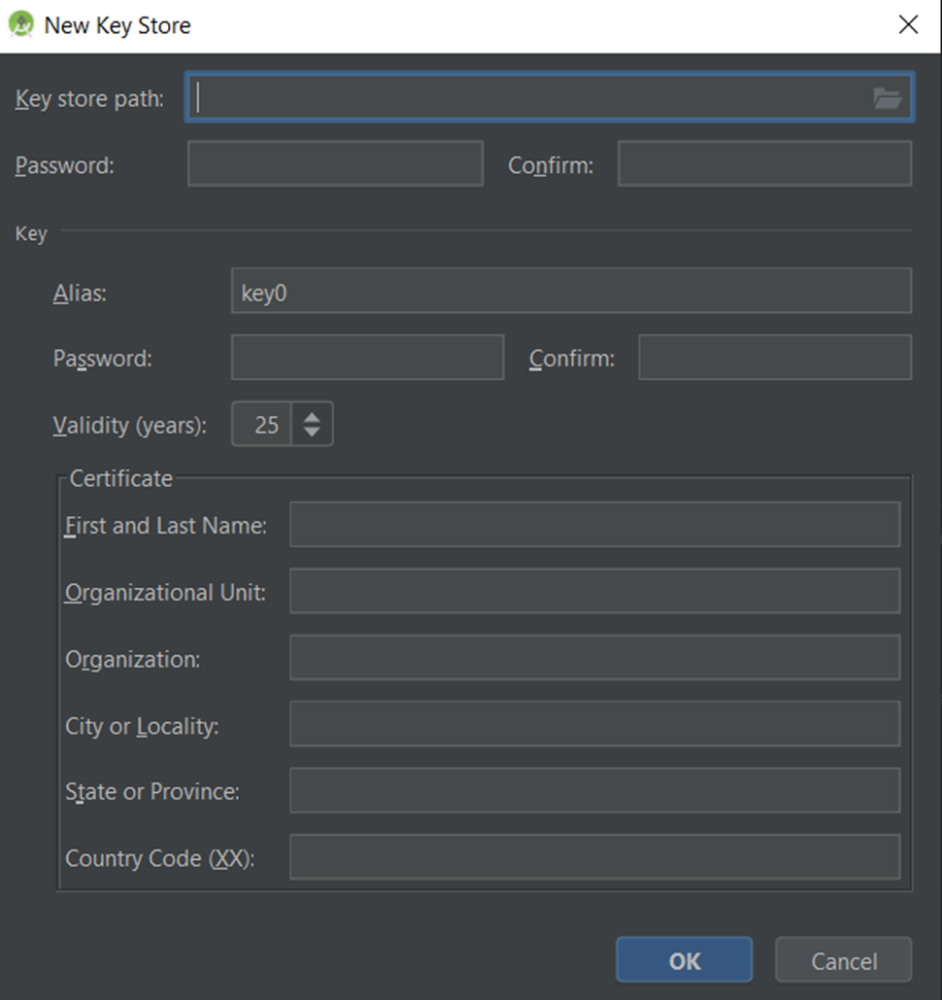 New Key Store
Key store path:
Password: Confirm:
Key
Alias: key0
Password: Confirm:
Validity (years): 25
Certificate
First and Last Name:
Organizational Unit:
Organization:
City or Locality:
State or Province:
Country Code (XX):
OK Cancel